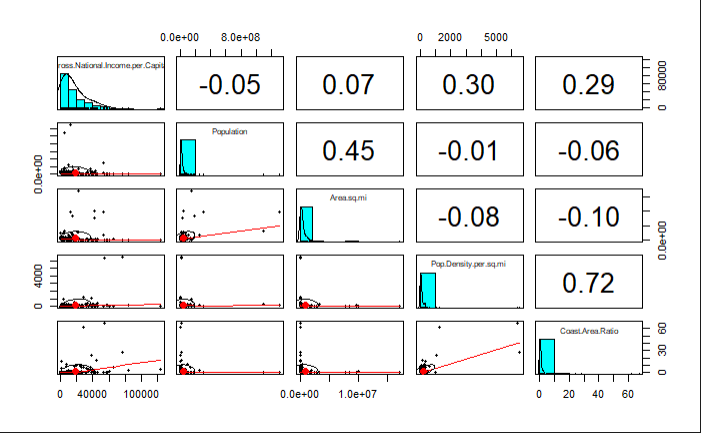 0.0e+00 8.0e+08 0 2000 5000
ross.National.Income.per.Capit
-0.05 0.07 0.30 0.29
0 80000
Population
0.45 -0.01 -0.06
0.0e+00
Area.sq.mi
-0.08 -0.10
0.0e+00
Pop.Density.per.sq.mi
0.72
0 4000
Coast.Area.Ratio
0 30 60
0 40000 100000 0.0e+00 1.0e+07 0 20 40 60